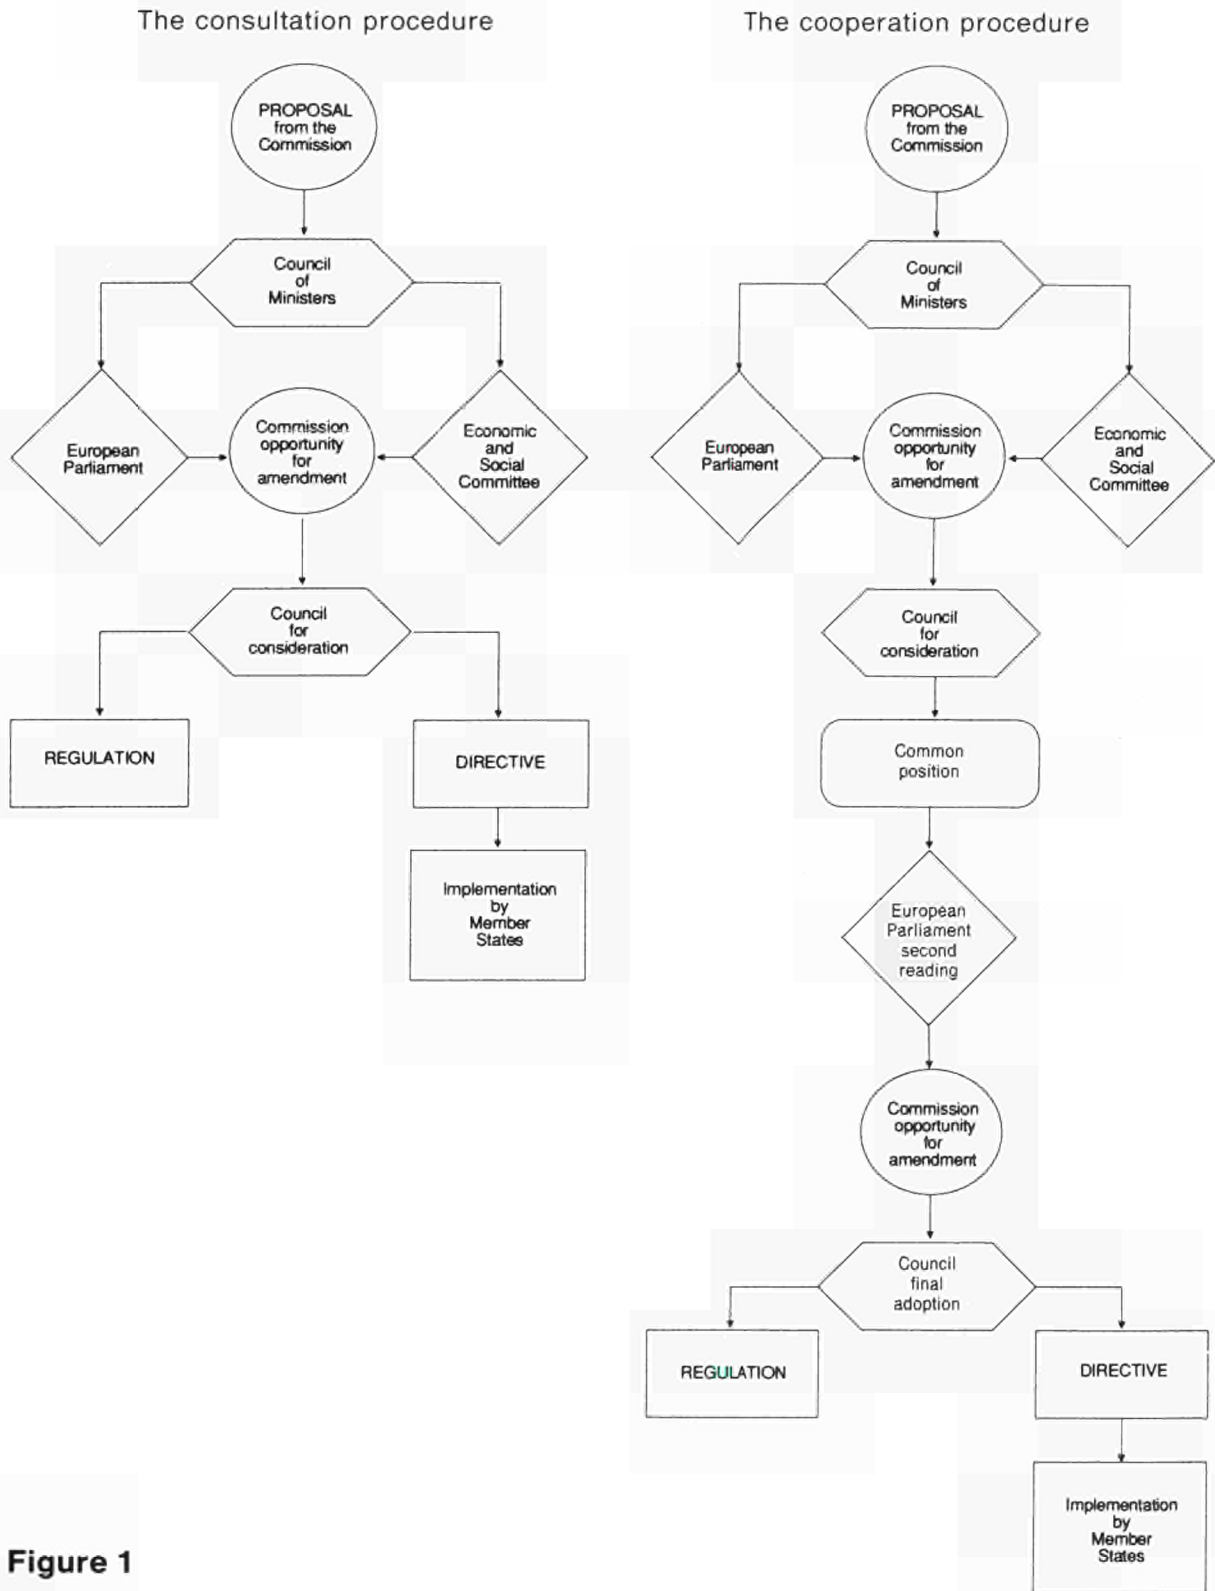 The consultation procedure
PROPOSAL
from the
Commission
Council
of
Ministers
European
Parliament
Commission
opportunity
for
amendment
Economic
and
Social
Committee
Council
for
consideration
REGULATION
DIRECTIVE
Implementation
by
Member
States
The cooperation procedure
PROPOSAL
from the
Commission
Council
of
Ministers
European
Parliament
Commission
opportunity
for
amendment
Economic
and
Social
Committee
Council
for
consideration
Common
position
European
Parliament
second
reading
Commission
opportunity
for
amendment
Council
final
adoption
REGULATION
DIRECTIVE
Implementation
by
Member
States
Figure 1